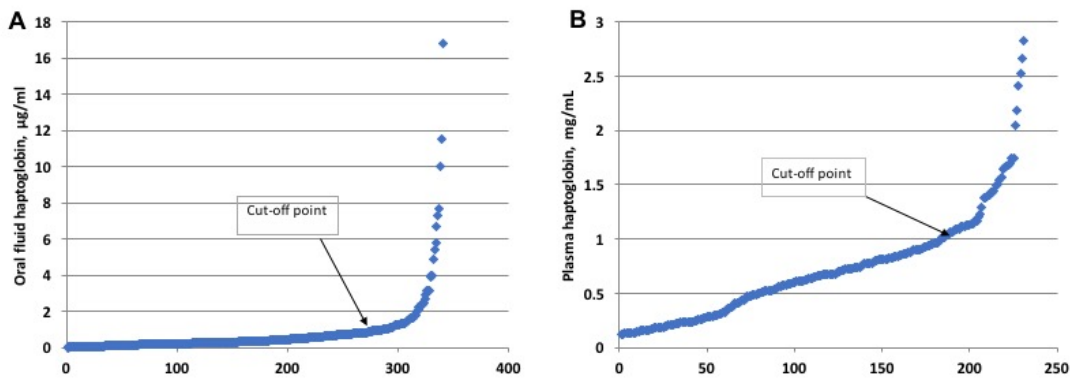 A
Oral fluid haptoglobin, µg/ml
18
16
14
12
10
8
6
4
2
0
Cut-off point
0 100 200 300 400
B
Plasma haptoglobin, mg/mL
3
2.5
2
1.5
1
0.5
0
Cut-off point
0 50 100 150 200 250